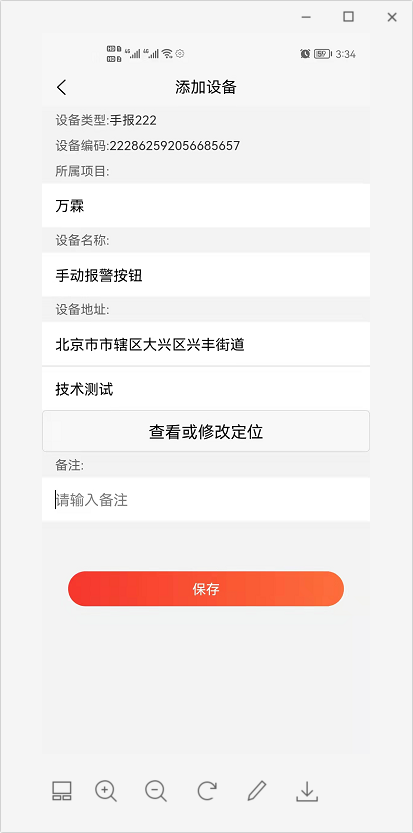 3:34
添加设备
设备类型:手报222
设备编码:222862592056685657
所属项目:
万霖
设备名称:
手动报警按钮
设备地址:
北京市市辖区大兴区兴丰街道
技术测试
查看或修改定位
备注:
请输入备注
保存